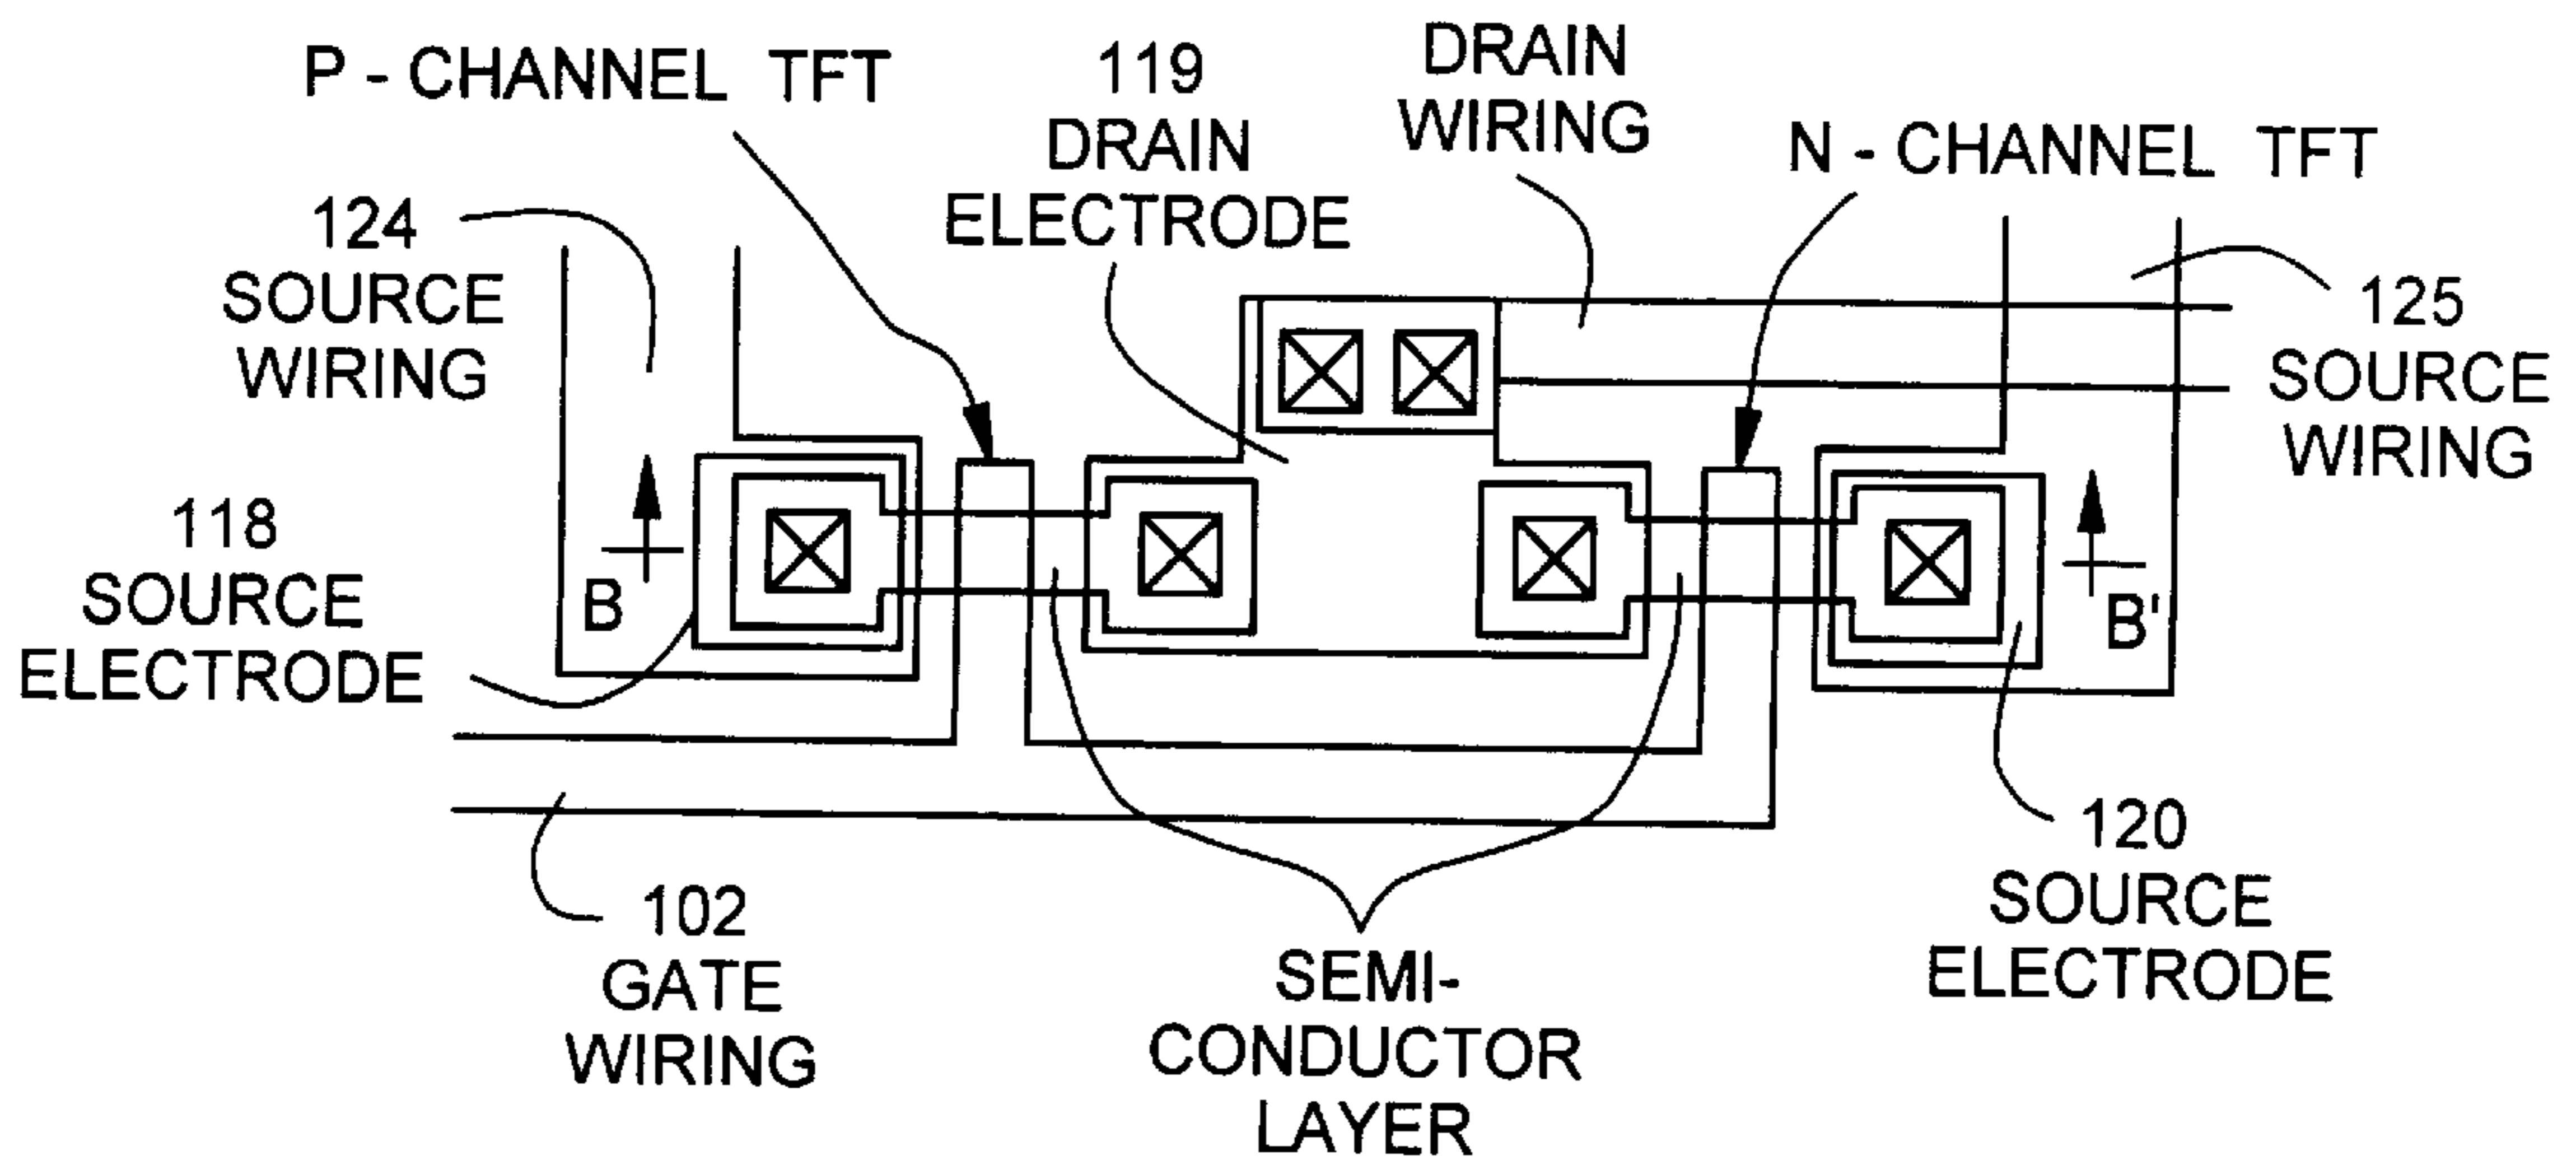 P - CHANNEL TFT
119
DRAIN
ELECTRODE
DRAIN
WIRING
N - CHANNEL TFT
124
SOURCE
WIRING
125
SOURCE
WIRING
118
SOURCE
ELECTRODE
B
B'
120
SOURCE
ELECTRODE
102
GATE
WIRING
SEMI-
CONDUCTOR
LAYER